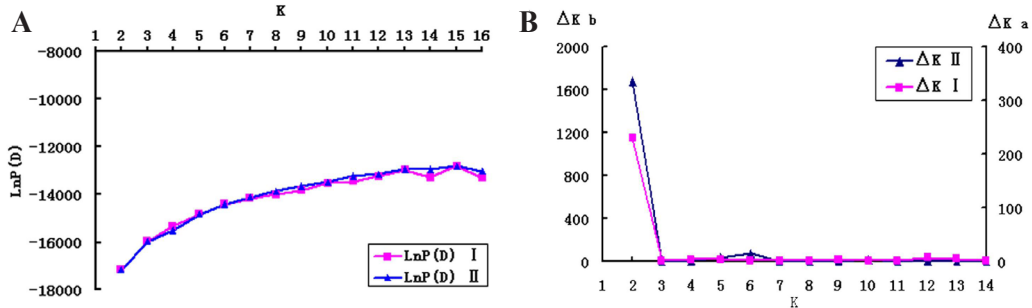 A
K
1 2 3 4 5 6 7 8 9 10 11 12 13 14 15 16
-8000
-10000
-12000
-14000
-16000
-18000
LnP(D)
LnP(D) I
LnP(D) II
B
ΔK b
ΔK a
2000
1600
1200
800
400
0
400
300
200
100
0
ΔK II
ΔK I
1 2 3 4 5 6 7 8 9 10 11 12 13 14
K